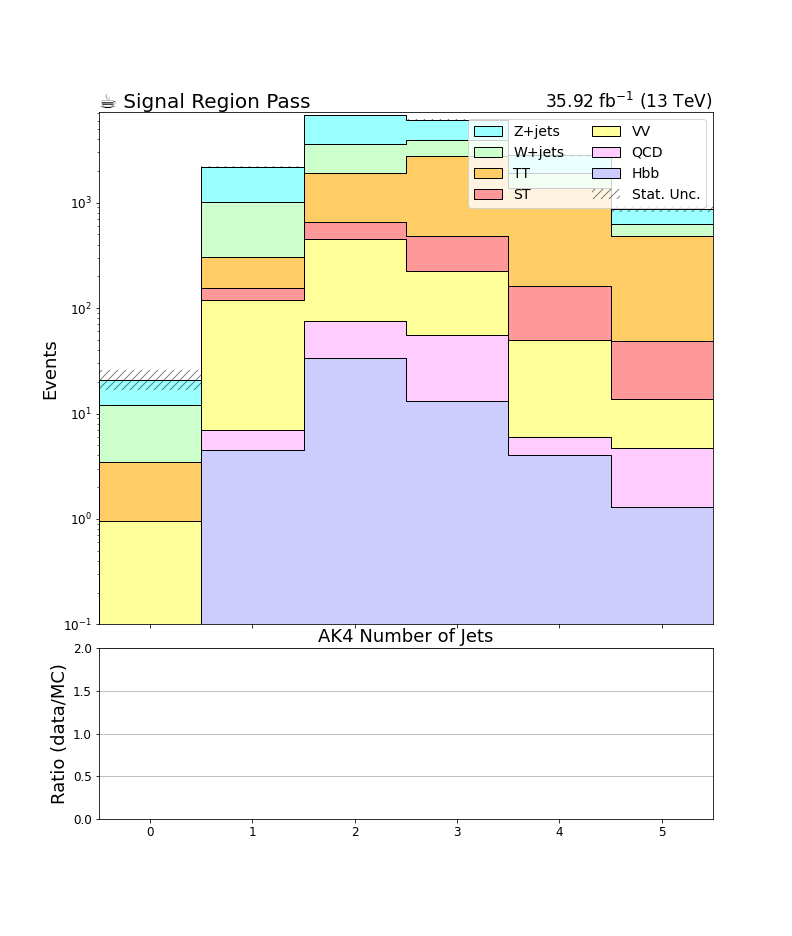 ☕ Signal Region Pass
35.92 fb⁻¹ (13 TeV)
Z+jets
W+jets
TT
ST
VV
QCD
Hbb
Stat. Unc.
Events
10³
10²
10¹
10⁰
10⁻¹
AK4 Number of Jets
Ratio (data/MC)
2.0
1.5
1.0
0.5
0.0
0 1 2 3 4 5